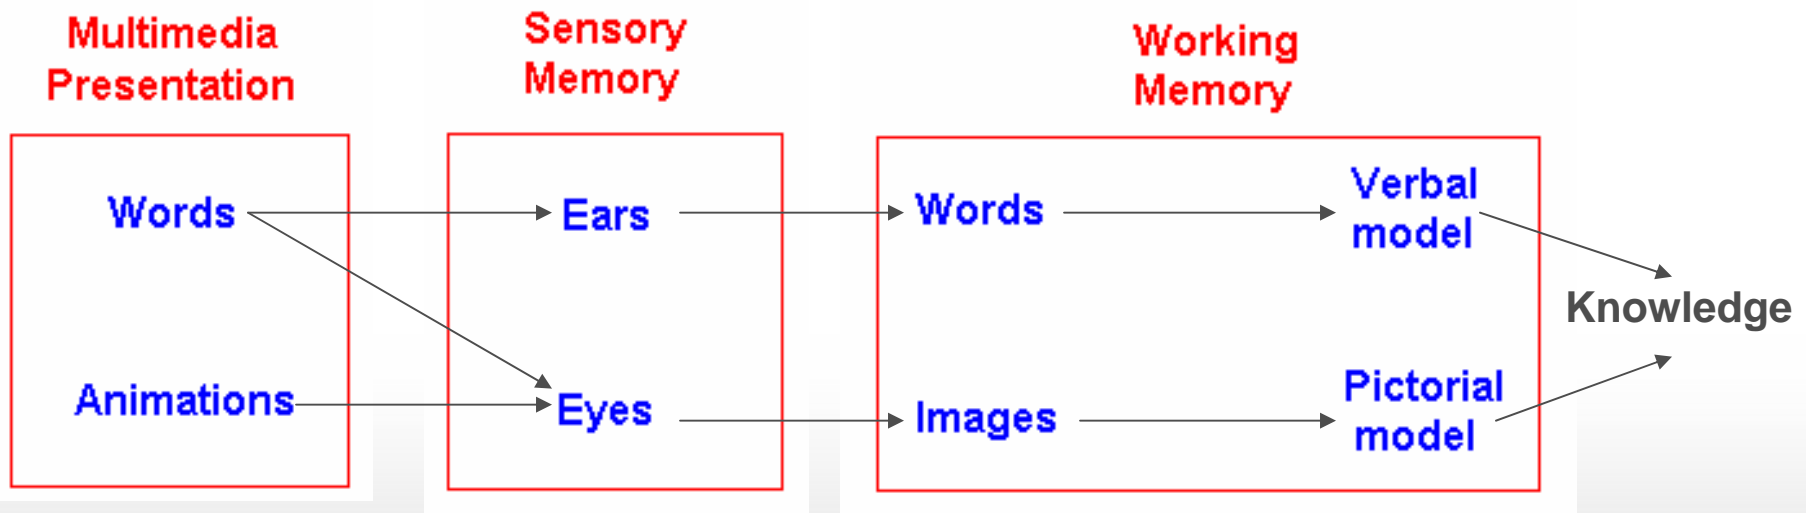 Multimedia
Presentation
Sensory
Memory
Working
Memory
Words
Ears
Words
Verbal
model
Knowledge
Animations
Eyes
Images
Pictorial
model